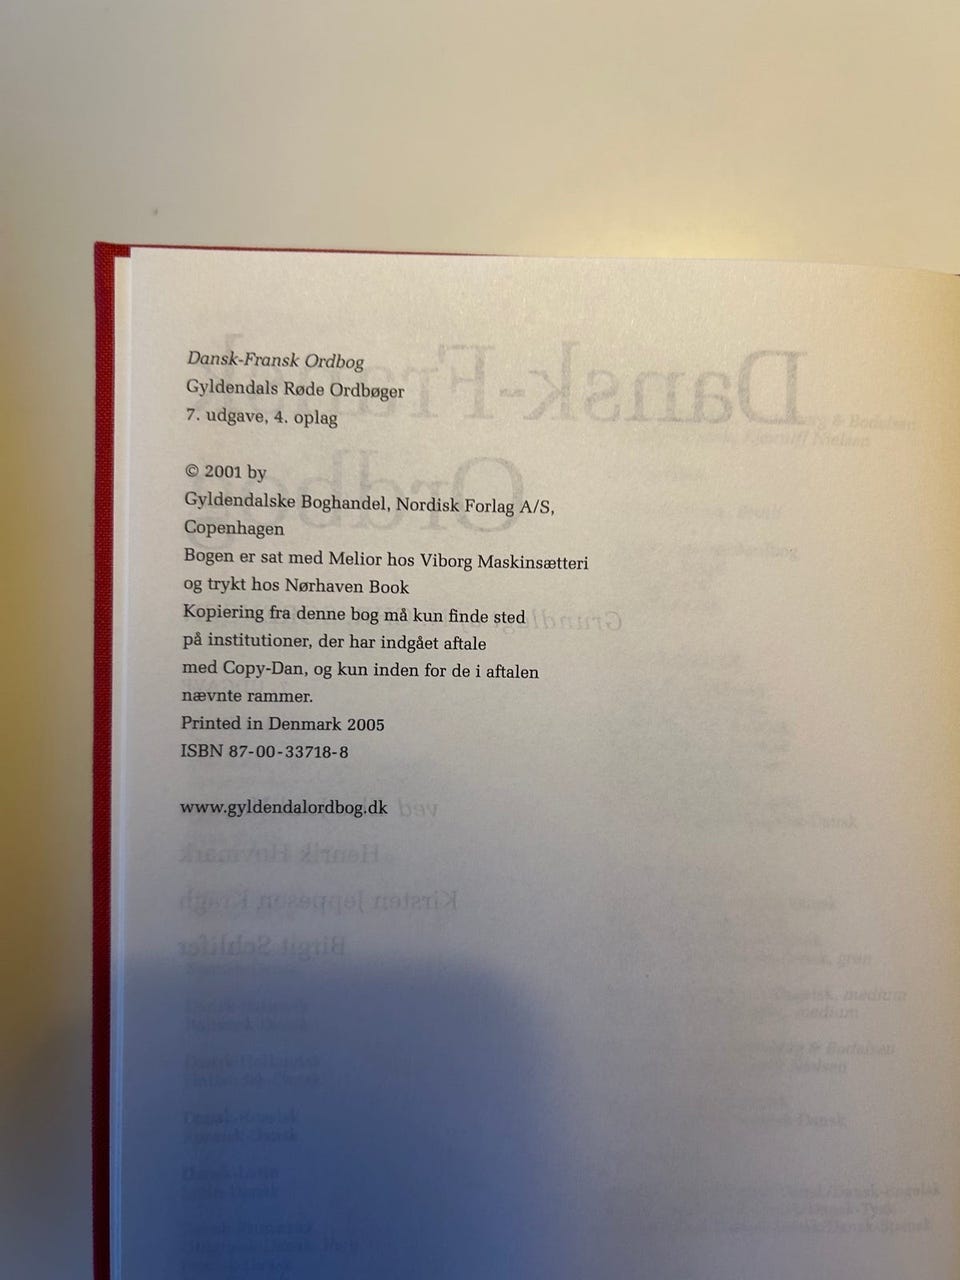 Dansk-Fransk Ordbog
Gyldendals Røde Ordbøger
7. udgave, 4. oplag
© 2001 by
Gyldendalske Boghandel, Nordisk Forlag A/S,
Copenhagen
Bogen er sat med Melior hos Viborg Maskinsætteri
og trykt hos Nørhaven Book
Kopiering fra denne bog må kun finde sted
på institutioner, der har indgået aftale
med Copy-Dan, og kun inden for de i aftalen
nævnte rammer.
Printed in Denmark 2005
ISBN 87-00-33718-8
www.gyldendalordbog.dk